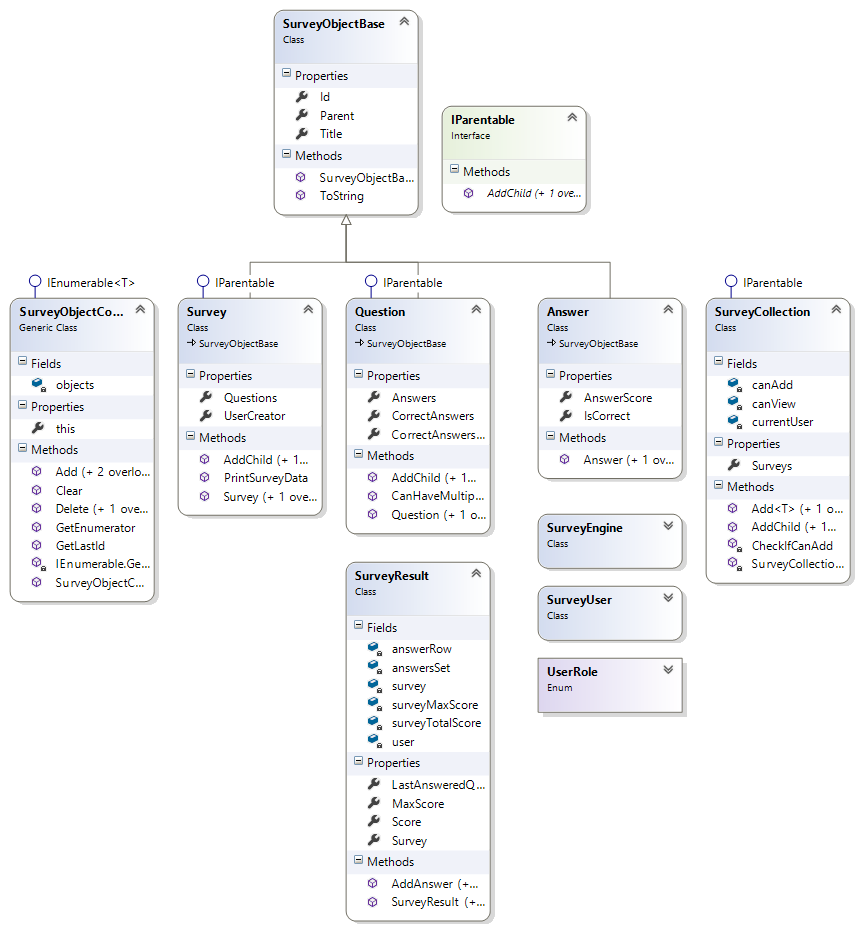 SurveyObjectBase
Class
Properties
Id
Parent
Title
Methods
SurveyObjectBa...
ToString
IParentable
Interface
Methods
AddChild (+ 1 ove...
IEnumerable<T>
SurveyObjectCo...
Generic Class
Fields
objects
Properties
this
Methods
Add (+ 2 overlo...
Clear
Delete (+ 1 ove...
GetEnumerator
GetLastId
IEnumerable.Ge...
SurveyObjectC...
IParentable
Survey
Class
SurveyObjectBase
Properties
Questions
UserCreator
Methods
AddChild (+ 1...
PrintSurveyData
Survey (+ 1 ove...
IParentable
Question
Class
SurveyObjectBase
Properties
Answers
CorrectAnswers
CorrectAnswers...
Methods
AddChild (+ 1...
CanHaveMultip...
Question (+ 1 o...
Answer
Class
SurveyObjectBase
Properties
AnswerScore
IsCorrect
Methods
Answer (+ 1 ov...
IParentable
SurveyCollection
Class
Fields
canAdd
canView
currentUser
Properties
Surveys
Methods
Add<T> (+ 1 o...
AddChild (+ 1...
CheckIfCanAdd
SurveyCollectio...
SurveyEngine
Class
SurveyUser
Class
UserRole
Enum
SurveyResult
Class
Fields
answerRow
answersSet
survey
surveyMaxScore
surveyTotalScore
user
Properties
LastAnsweredQ...
MaxScore
Score
Survey
Methods
AddAnswer (+...
SurveyResult (+...